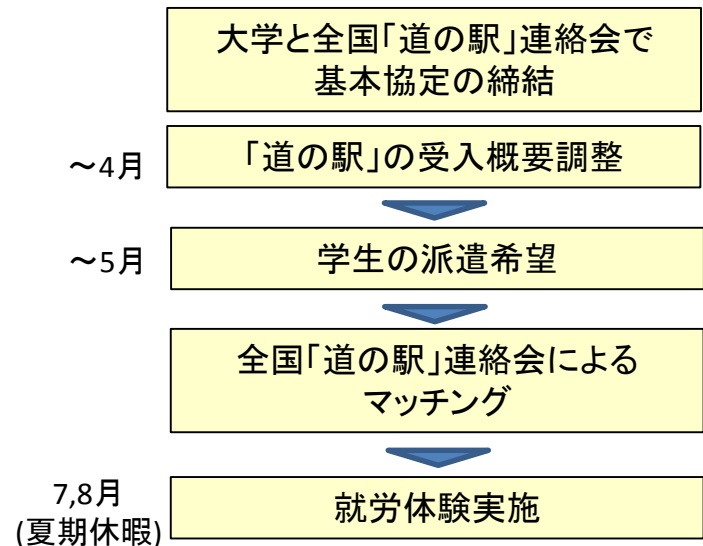 大学と全国「道の駅」連絡会で
基本協定の締結
～4月
「道の駅」の受入概要調整
～5月
学生の派遣希望
全国「道の駅」連絡会による
マッチング
7,8月
(夏期休暇)
就労体験実施